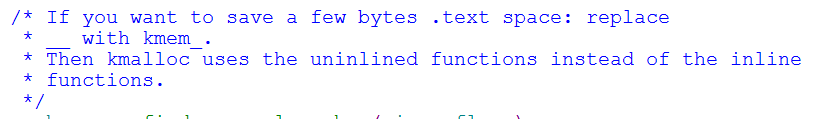 /* If you want to save a few bytes .text space: replace
 * __ with kmem_.
 * Then kmalloc uses the uninlined functions instead of the inline
 * functions.
 */